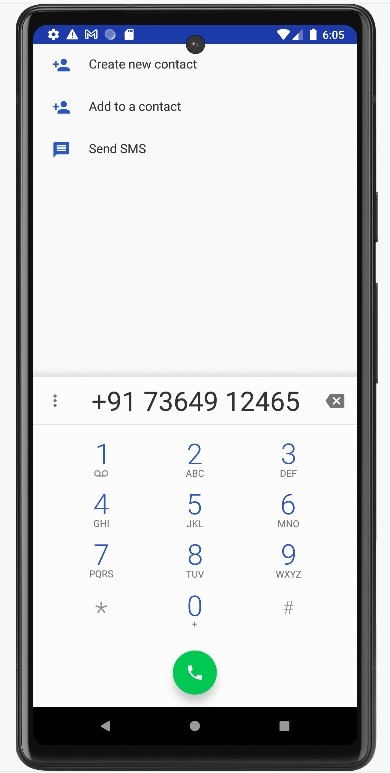 6:05
Create new contact
Add to a contact
Send SMS
+91 73649 12465
1 2 3
ABC DEF
4 5 6
GHI JKL MNO
7 8 9
PQRS TUV WXYZ
* 0 #
+